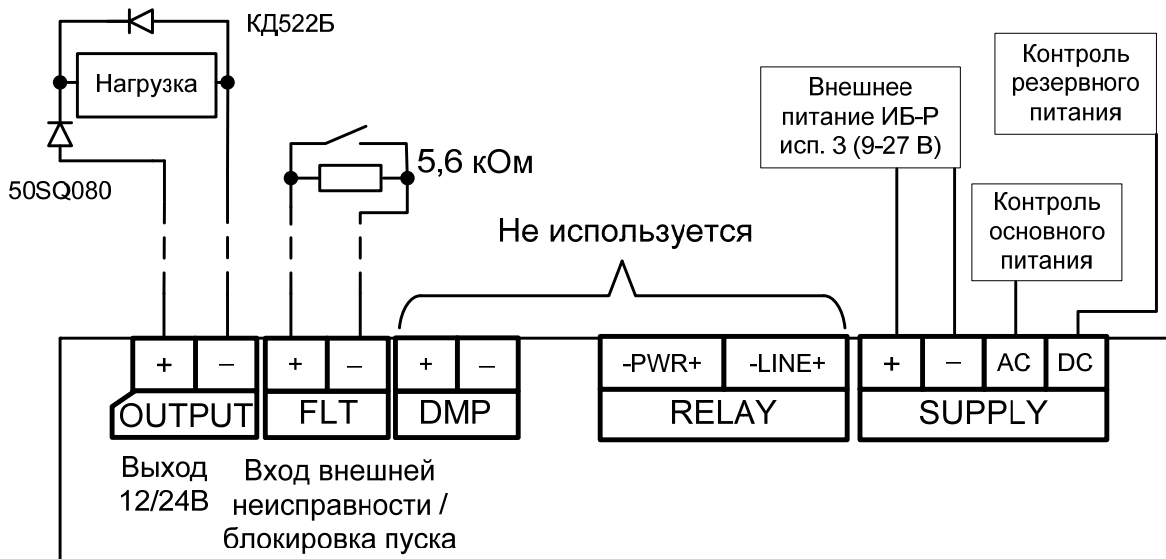 КД522Б
Нагрузка
50SQ080
5,6 кОм
Не используется
Внешнее
питание ИБ-Р
исп. 3 (9-27 В)
Контроль
резервного
питания
Контроль
основного
питания
+ – + – + – -PWR+ -LINE+ + – AC DC
OUTPUT FLT DMP RELAY SUPPLY
Выход
12/24В
Вход внешней
неисправности /
блокировка пуска